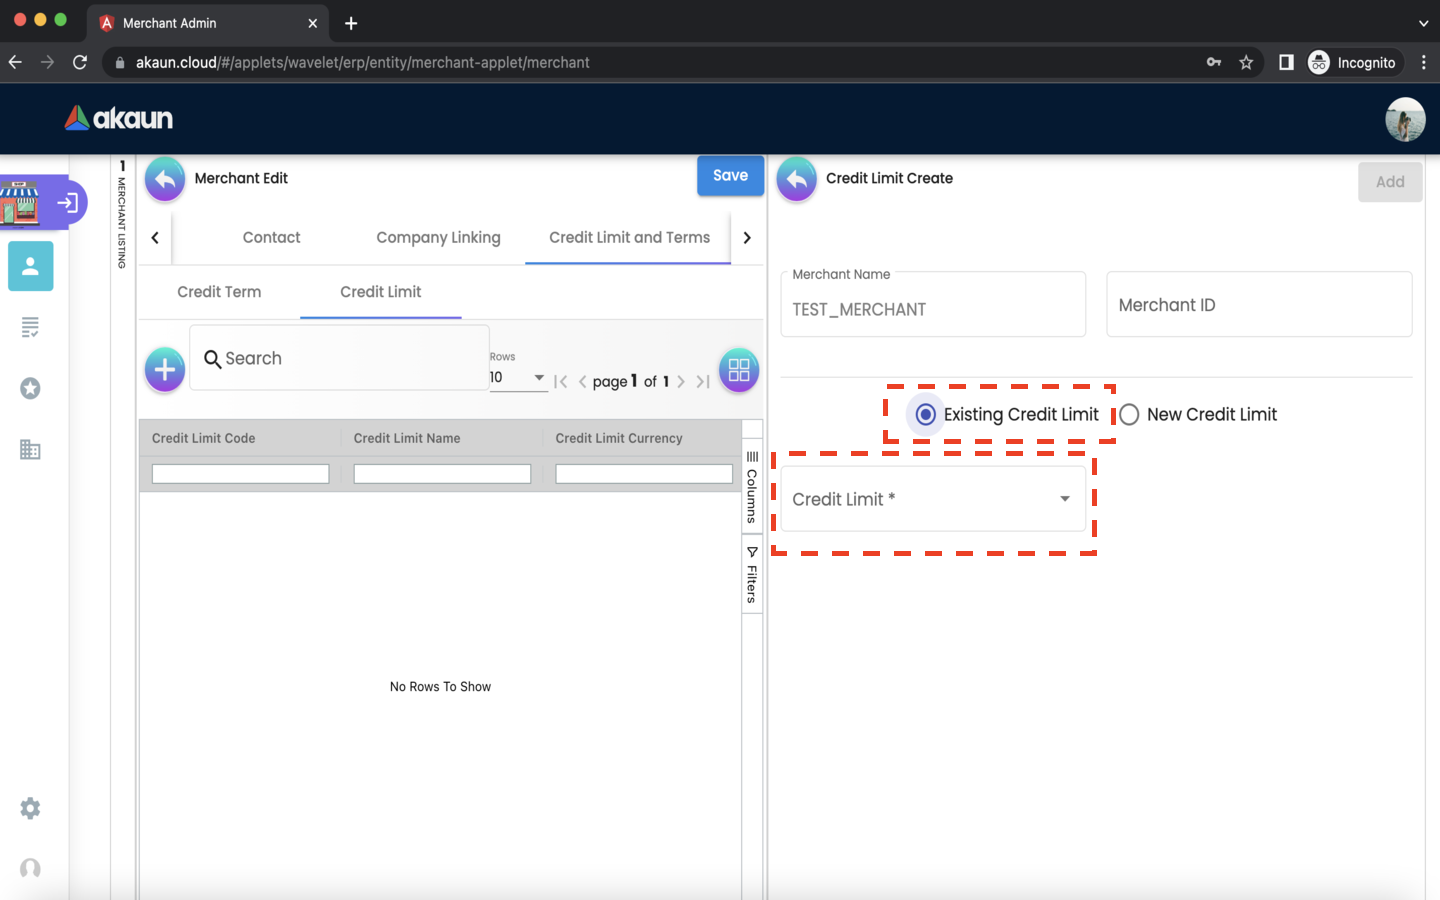 Merchant Admin
akaun.cloud/#/applets/wavelet/erp/entity/merchant-applet/merchant
Incognito
akaun
1 MERCHANT LISTING
Merchant Edit
Save
Contact
Company Linking
Credit Limit and Terms
Credit Term
Credit Limit
Search
Rows
10
page 1 of 1
Credit Limit Code
Credit Limit Name
Credit Limit Currency
Columns
Filters
No Rows To Show
Credit Limit Create
Add
Merchant Name
TEST_MERCHANT
Merchant ID
Existing Credit Limit
New Credit Limit
Credit Limit *